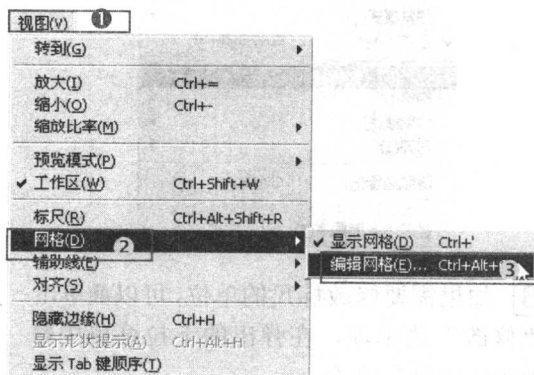 视图(V) 1
转到(G)
放大(I) Ctrl+=
缩小(O) Ctrl+-
缩放比率(M)
预览模式(P)
✓ 工作区(W) Ctrl+Shift+W
标尺(R) Ctrl+Alt+Shift+R
网格(D) 2
✓ 显示网格(D) Ctrl+'
编辑网格(E)... Ctrl+Alt+ 3
辅助线(E)
对齐(S)
隐藏边缘(H) Ctrl+H
显示形状提示(A) Ctrl+Alt+H
显示 Tab 键顺序(T)